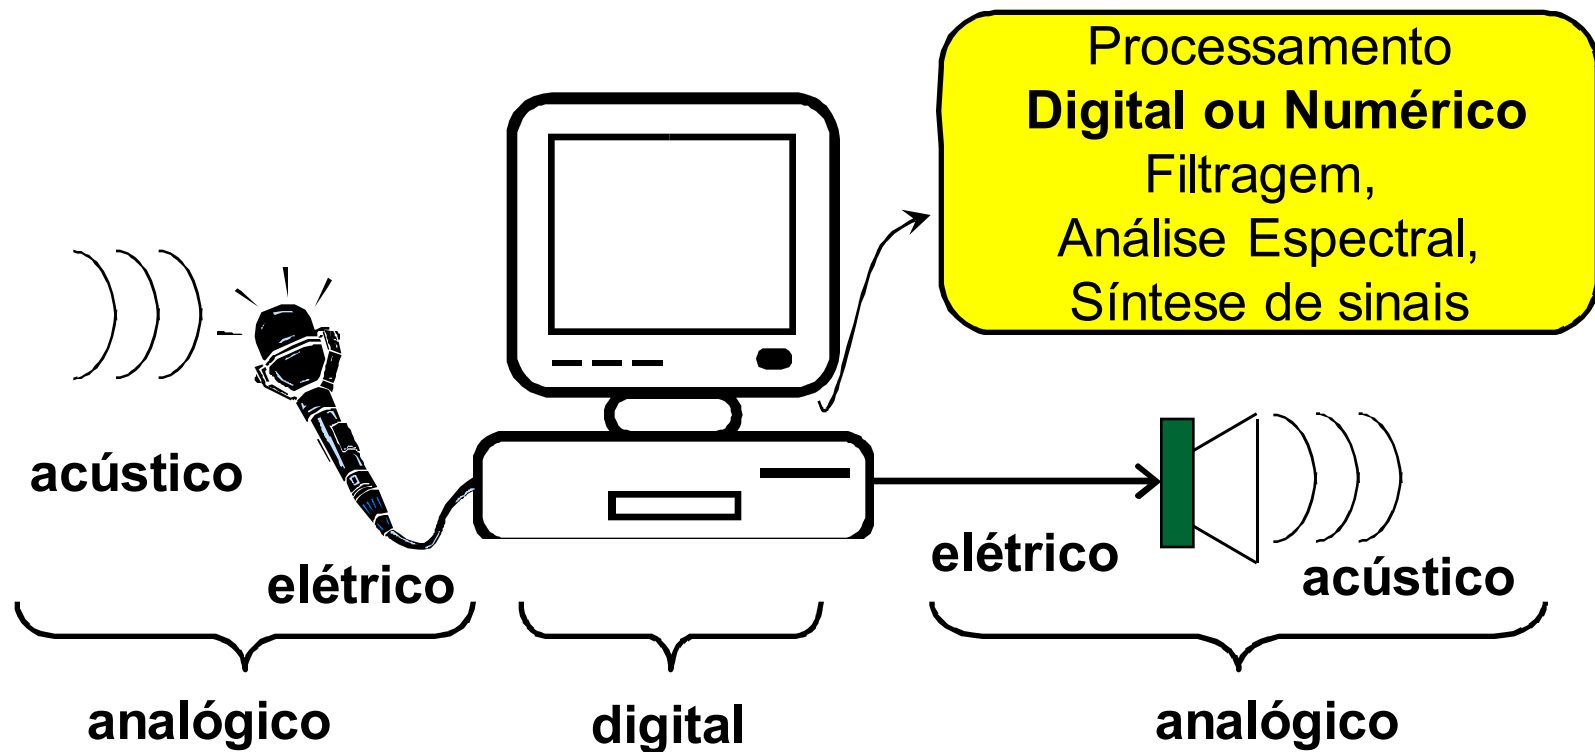 Processamento
Digital ou Numérico
Filtragem,
Análise Espectral,
Síntese de sinais
acústico
elétrico
elétrico
acústico
analógico
digital
analógico